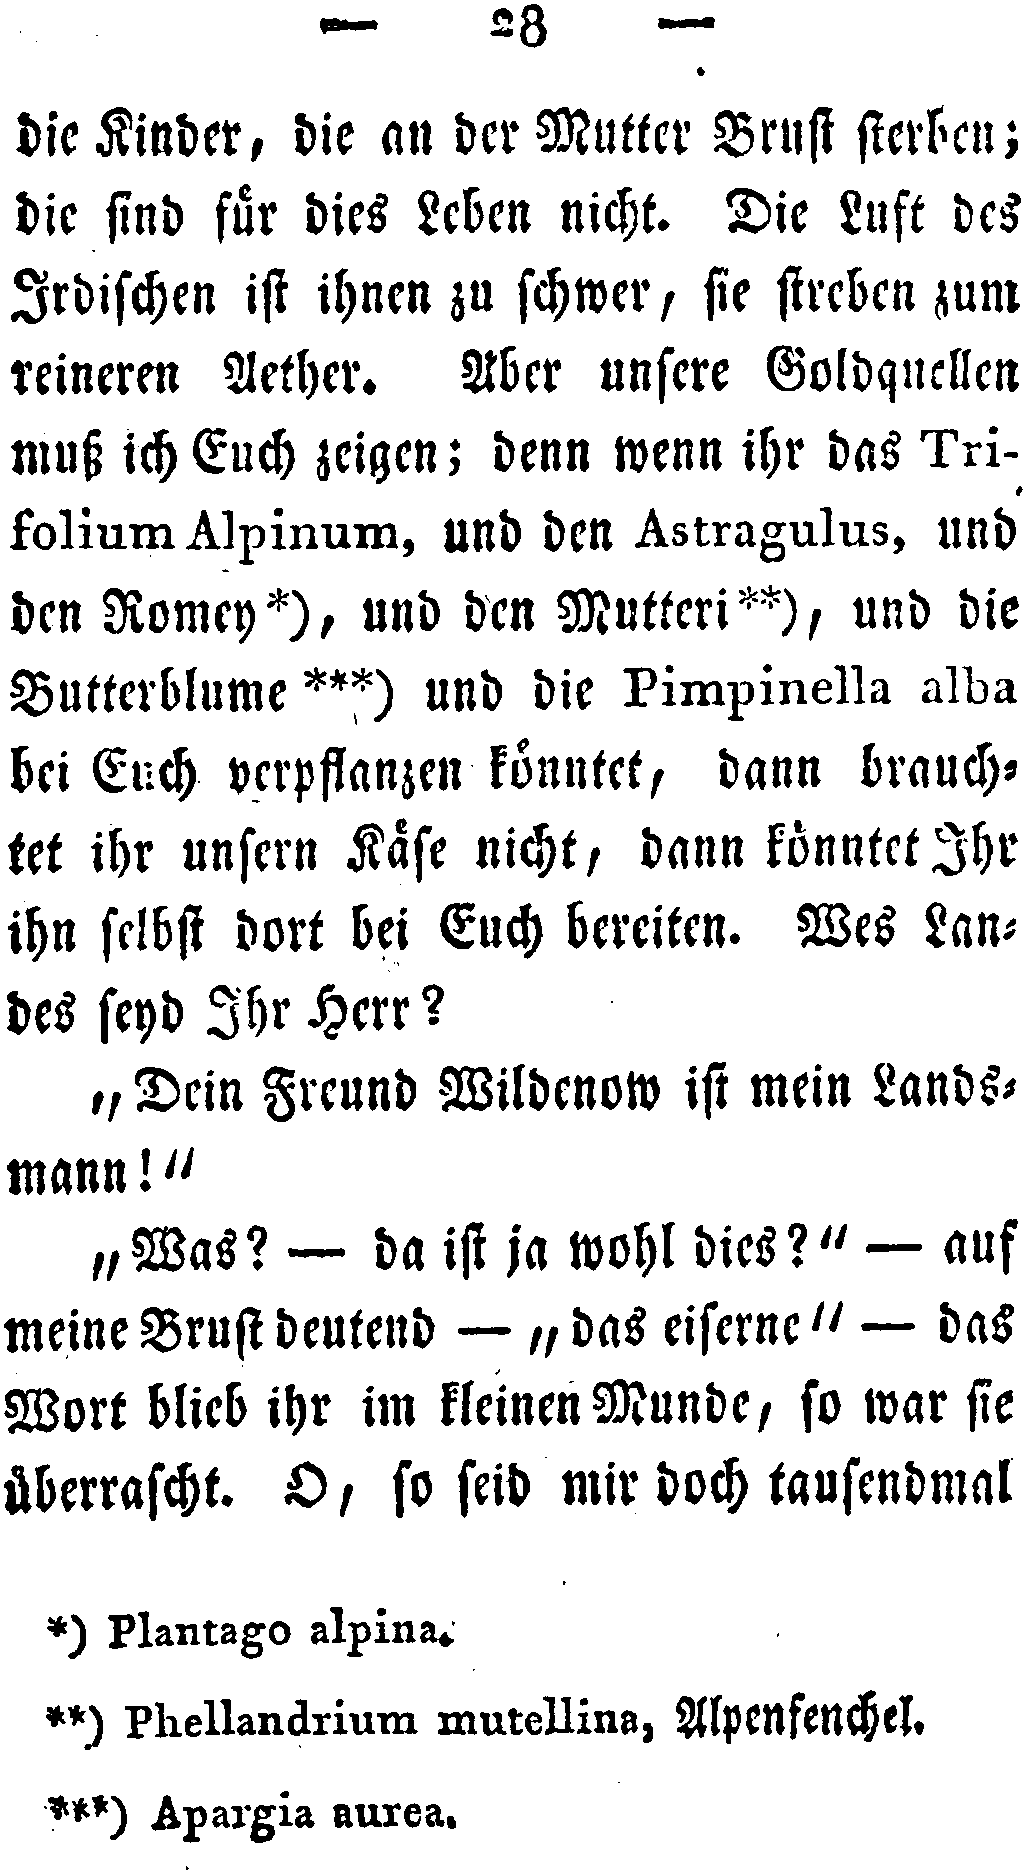 — 28 —
die Kinder, die an der Mutter Brust sterben;
die sind für dies Leben nicht. Die Luft des
Irdischen ist ihnen zu schwer, sie streben zum
reineren Aether. Aber unsere Goldquellen
muß ich Euch zeigen; denn wenn ihr das Tri-
folium Alpinum, und den Astragulus, und
den Romey *), und den Mutteri **), und die
Butterblume ***) und die Pimpinella alba
bei Euch verpflanzen könntet, dann brauch-
tet ihr unsern Käse nicht, dann könntet Ihr
ihn selbst dort bei Euch bereiten. Wes Lan-
des seyd Ihr Herr?
„Dein Freund Wildenow ist mein Lands-
mann!"
„Was? — da ist ja wohl dies?" — auf
meine Brust deutend — „das eiserne" — das
Wort blieb ihr im kleinen Munde, so war sie
überrascht. O, so seid mir doch tausendmal
*) Plantago alpina.
**) Phellandrium mutellina, Alpenfenchel.
***) Apargia aurea.